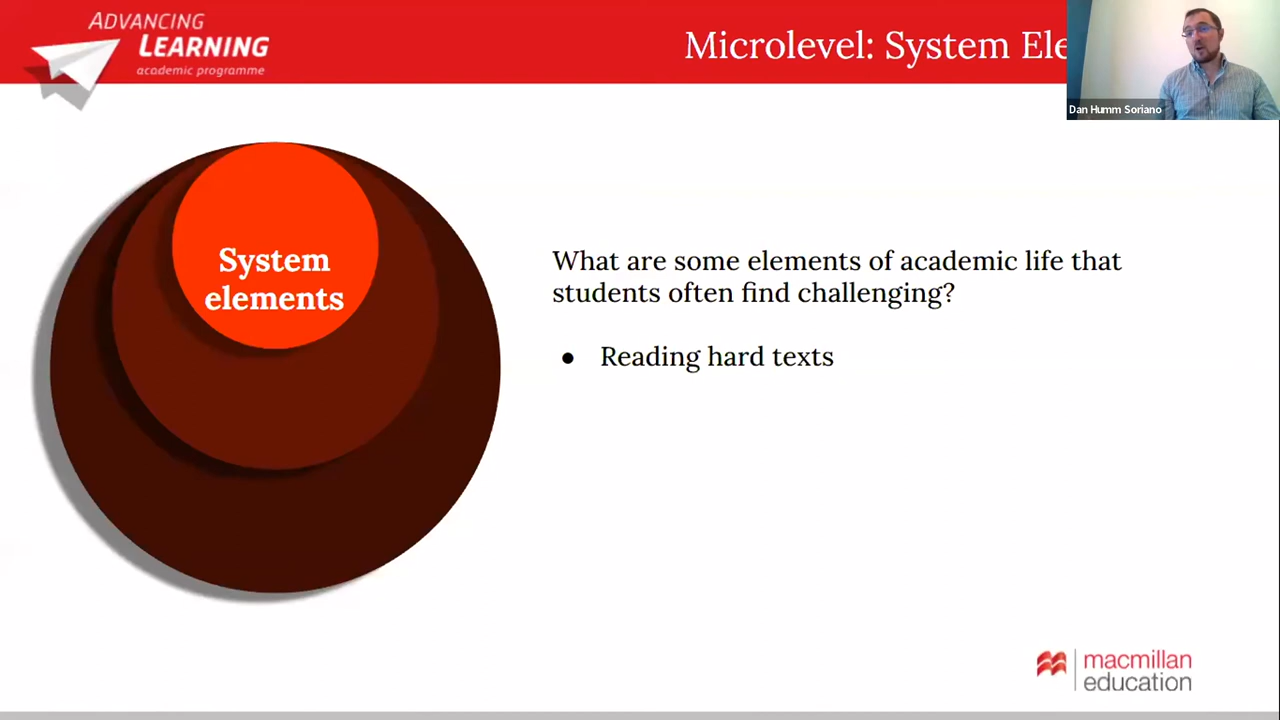 ADVANCING
LEARNING
academic programme
Microlevel: System
Dan Humm Soriano
System
elements
What are some elements of academic life that
students often find challenging?
● Reading hard texts
macmillan
education